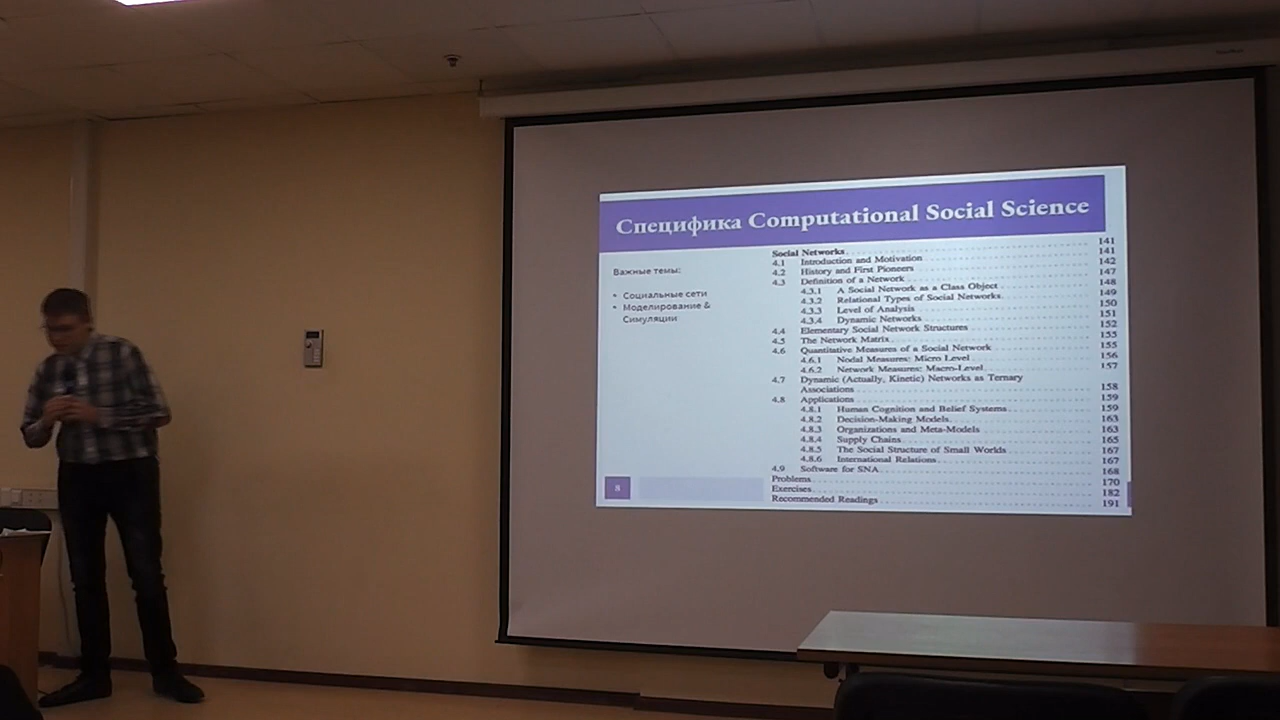 Специфика Computational Social Science
Важные темы:
• Социальные сети
• Моделирование &
Симуляции
8
Social Networks 141
4.1 Introduction and Motivation 141
4.2 History and First Pioneers 142
4.3 Definition of a Network 147
4.3.1 A Social Network as a Class Object 148
4.3.2 Relational Types of Social Networks 149
4.3.3 Level of Analysis 150
4.3.4 Dynamic Networks 151
4.4 Elementary Social Network Structures 152
4.5 The Network Matrix 155
4.6 Quantitative Measures of a Social Network 155
4.6.1 Nodal Measures: Micro Level 156
4.6.2 Network Measures: Macro-Level 157
4.7 Dynamic (Actually, Kinetic) Networks as Ternary
Associations 158
4.8 Applications 159
4.8.1 Human Cognition and Belief Systems 159
4.8.2 Decision-Making Models 163
4.8.3 Organizations and Meta-Models 163
4.8.4 Supply Chains 165
4.8.5 The Social Structure of Small Worlds 167
4.8.6 International Relations 167
4.9 Software for SNA 168
Problems 170
Exercises 182
Recommended Readings 191